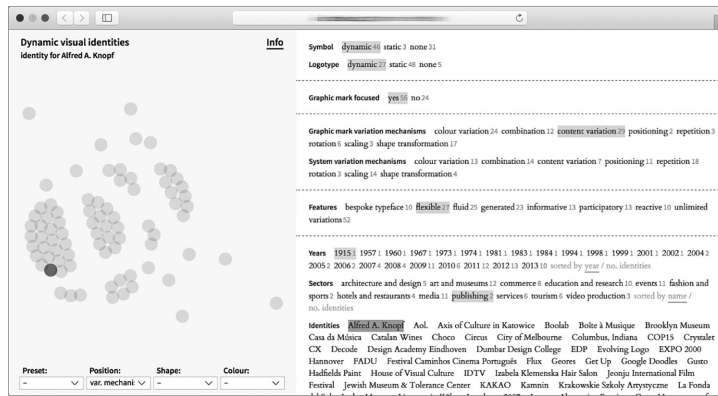 Dynamic visual identities
identity for Alfred A. Knopf
Info
Preset:
–
Position:
var. mechani:
Shape:
–
Colour:
–
Symbol dynamic 46 static 3 none 31
Logotype dynamic 27 static 48 none 5
Graphic mark focused yes 56 no 24
Graphic mark variation mechanisms colour variation 24 combination 12 content variation 29 positioning 2 repetition 3
rotation 6 scaling 3 shape transformation 17
System variation mechanisms colour variation 13 combination 14 content variation 7 positioning 11 repetition 18
rotation 3 scaling 14 shape transformation 4
Features bespoke typeface 10 flexible 27 fluid 25 generated 23 informative 13 participatory 13 reactive 10 unlimited
variations 52
Years 1915 1 1957 1 1960 1 1967 1 1973 1 1974 1 1981 1 1983 1 1984 1 1994 1 1998 1 1999 1 2001 1 2002 1 2004 2
2005 2 2006 2 2007 4 2008 4 2009 11 2010 6 2011 12 2012 13 2013 10 sorted by year / no. identities
Sectors architecture and design 5 art and museums 12 commerce 8 education and research 10 events 11 fashion and
sports 2 hotels and restaurants 4 media 11 publishing 2 services 6 tourism 6 video production 3 sorted by name /
no. identities
Identities Alfred A. Knopf Aol. Axis of Culture in Katowice Boolab Boîte à Musique Brooklyn Museum
Casa da Música Catalan Wines Choco Circus City of Melbourne Columbus, Indiana COP15 Crystalet
CX Decode Design Academy Eindhoven Dumbar Design College EDP Evolving Logo EXPO 2000
Hannover FADU Festival Caminhos Cinema Português Flux Geores Get Up Google Doodles Gusto
Hadfields Paint House of Visual Culture IDTV Izabela Klemenska Hair Salon Jeonju International Film
Festival Jewish Museum & Tolerance Center KAKAO Kamnin Krakowskie Szkoły Artystyczne La Fonda